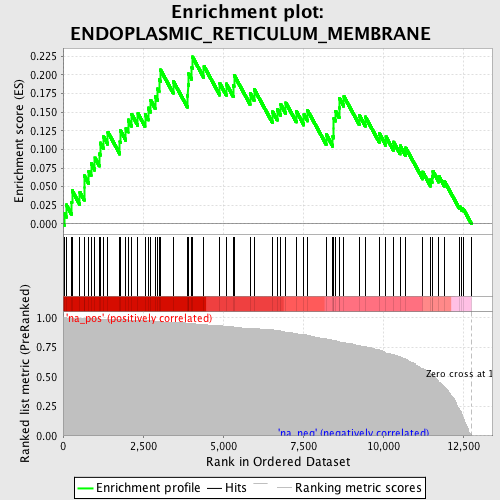 Enrichment plot:
ENDOPLASMIC_RETICULUM_MEMBRANE
Enrichment score (ES)
0.225
0.200
0.175
0.150
0.125
0.100
0.075
0.050
0.025
0.000
'na_pos' (positively correlated)
Ranked list metric (PreRanked)
1.00
0.75
0.50
0.25
0.00
Zero cross at 1
'na_neg' (negatively correlated)
0
2,500
5,000
7,500
10,000
12,500
Rank in Ordered Dataset
Enrichment profile
Hits
Ranking metric scores